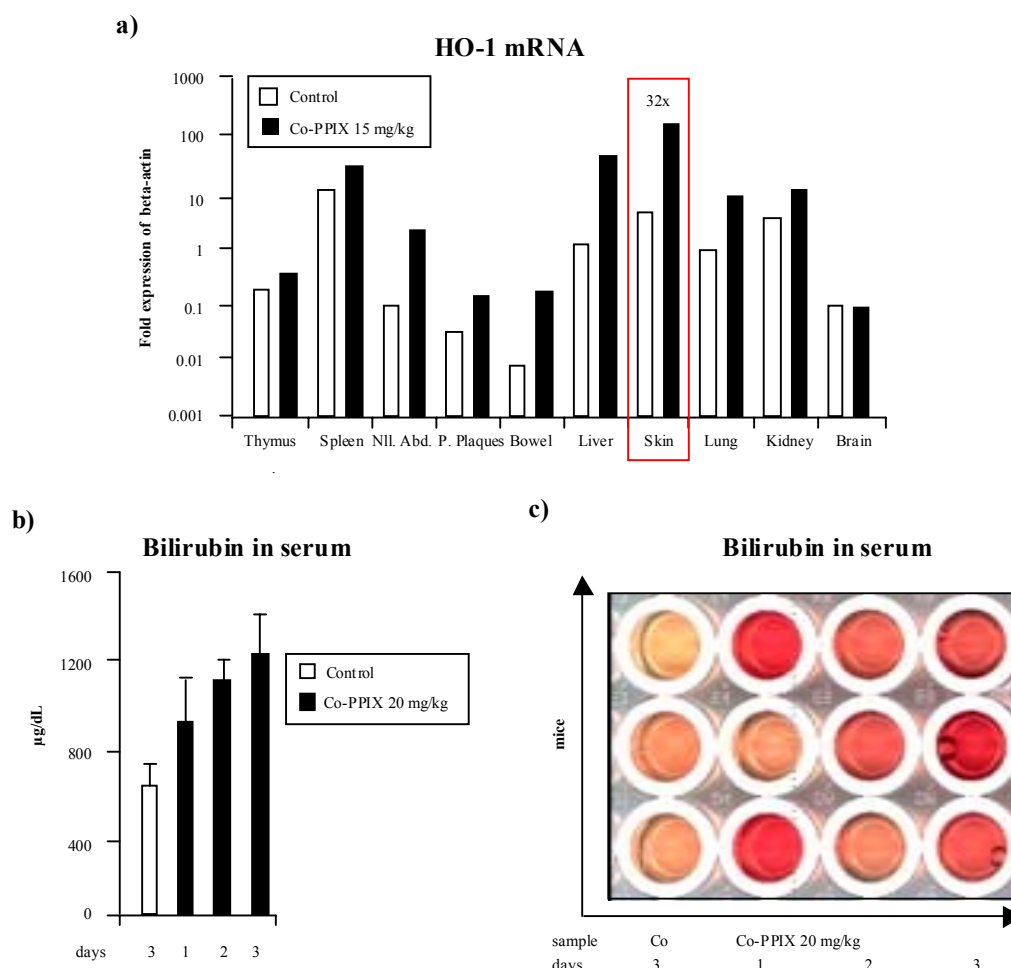 a)
HO-1 mRNA
Fold expression of beta-actin
1000
100
10
1
0.1
0.01
0.001
Control
Co-PPIX 15 mg/kg
32x
Thymus Spleen Nll. Abd. P. Plaques Bowel Liver Skin Lung Kidney Brain
b)
Bilirubin in serum
µg/dL
1600
1200
800
400
0
Control
Co-PPIX 20 mg/kg
days 3 1 2 3
c)
Bilirubin in serum
mice
sample Co Co-PPIX 20 mg/kg
days 3 1 2 3